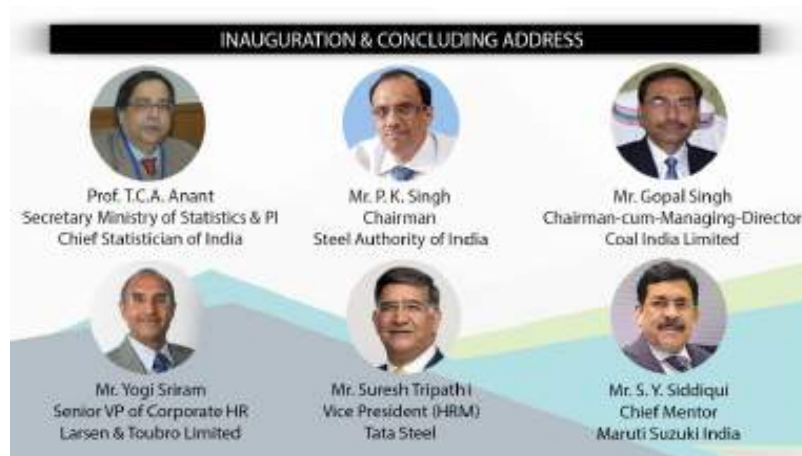 INAUGURATION & CONCLUDING ADDRESS
Prof. T.C.A. Anant
Secretary Ministry of Statistics & PI
Chief Statistician of India
Mr. P. K. Singh
Chairman
Steel Authority of India
Mr. Gopal Singh
Chairman-cum-Managing-Director
Coal India Limited
Mr. Yogi Sriram
Senior VP of Corporate HR
Larsen & Toubro Limited
Mr. Suresh Tripathi
Vice President (HRM)
Tata Steel
Mr. S. Y. Siddiqui
Chief Mentor
Maruti Suzuki India